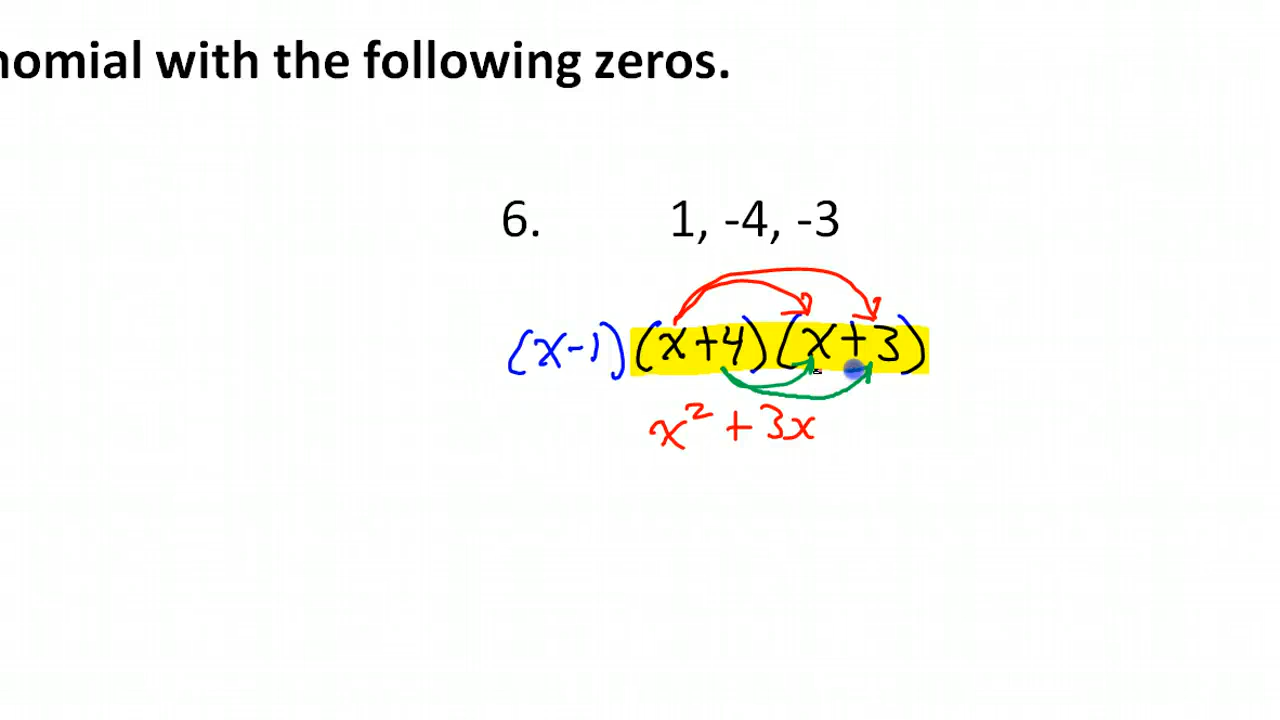 nomial with the following zeros.
6. 1, -4, -3
(x-1)(x+4)(x+3)
x² + 3x